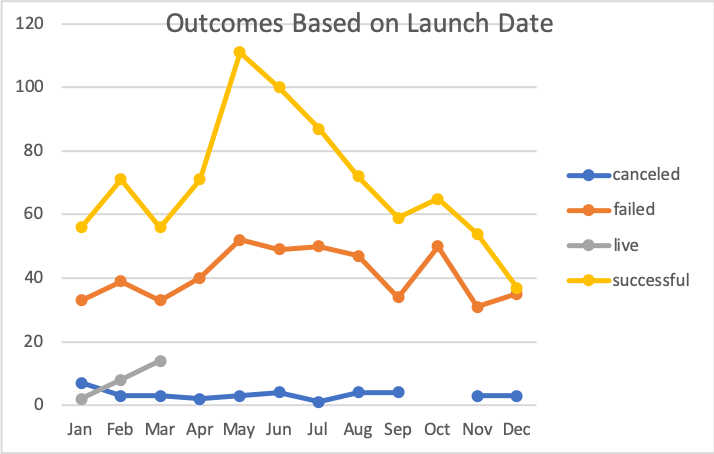 Outcomes Based on Launch Date
120
100
80
60
40
20
0
Jan Feb Mar Apr May Jun Jul Aug Sep Oct Nov Dec
canceled
failed
live
successful